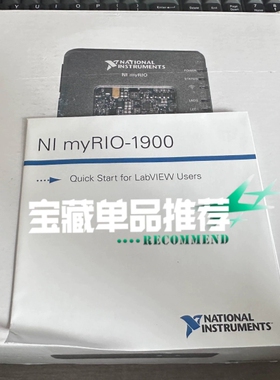 NATIONAL
INSTRUMENTS
NI myRIO
NI myRIO-1900
Quick Start for LabVIEW Users
宝藏单品推荐
RECOMMEND
NATIONAL
INSTRUMENTS